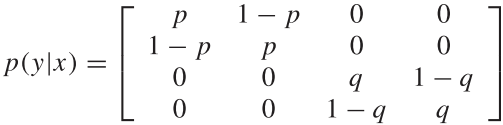 p(y|x) = [ p 1 − p 0 0
1 − p p 0 0
0 0 q 1 − q
0 0 1 − q q ]